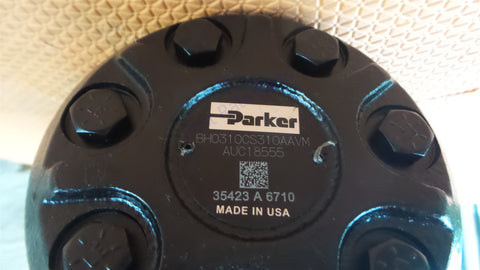 Parker
BH0310CS310AAVM
AUC18555
35423 A 6710
MADE IN USA